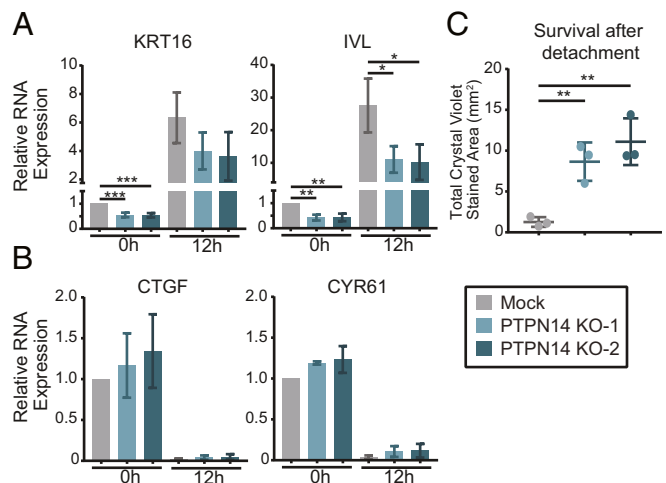 A
KRT16
IVL
Relative RNA
Expression
8
6
4
2
1
0
***
***
0h
12h
40
30
20
10
1
0
**
**
*
*
0h
12h
B
CTGF
CYR61
Relative RNA
Expression
2.0
1.5
1.0
0.5
0.0
0h
12h
2.0
1.5
1.0
0.5
0.0
0h
12h
C
Survival after
detachment
Total Crystal Violet
Stained Area (mm²)
20
15
10
5
0
**
**
Mock
PTPN14 KO-1
PTPN14 KO-2